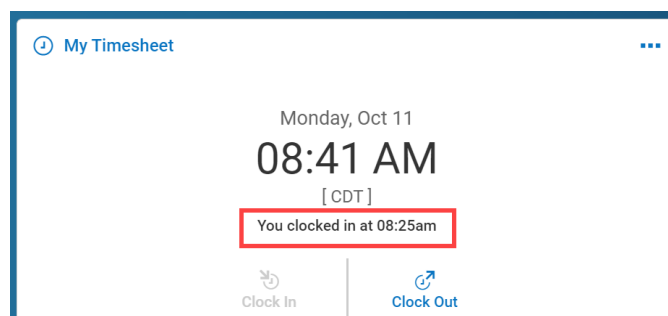 My Timesheet
Monday, Oct 11
08:41 AM
[ CDT ]
You clocked in at 08:25am
Clock In
Clock Out